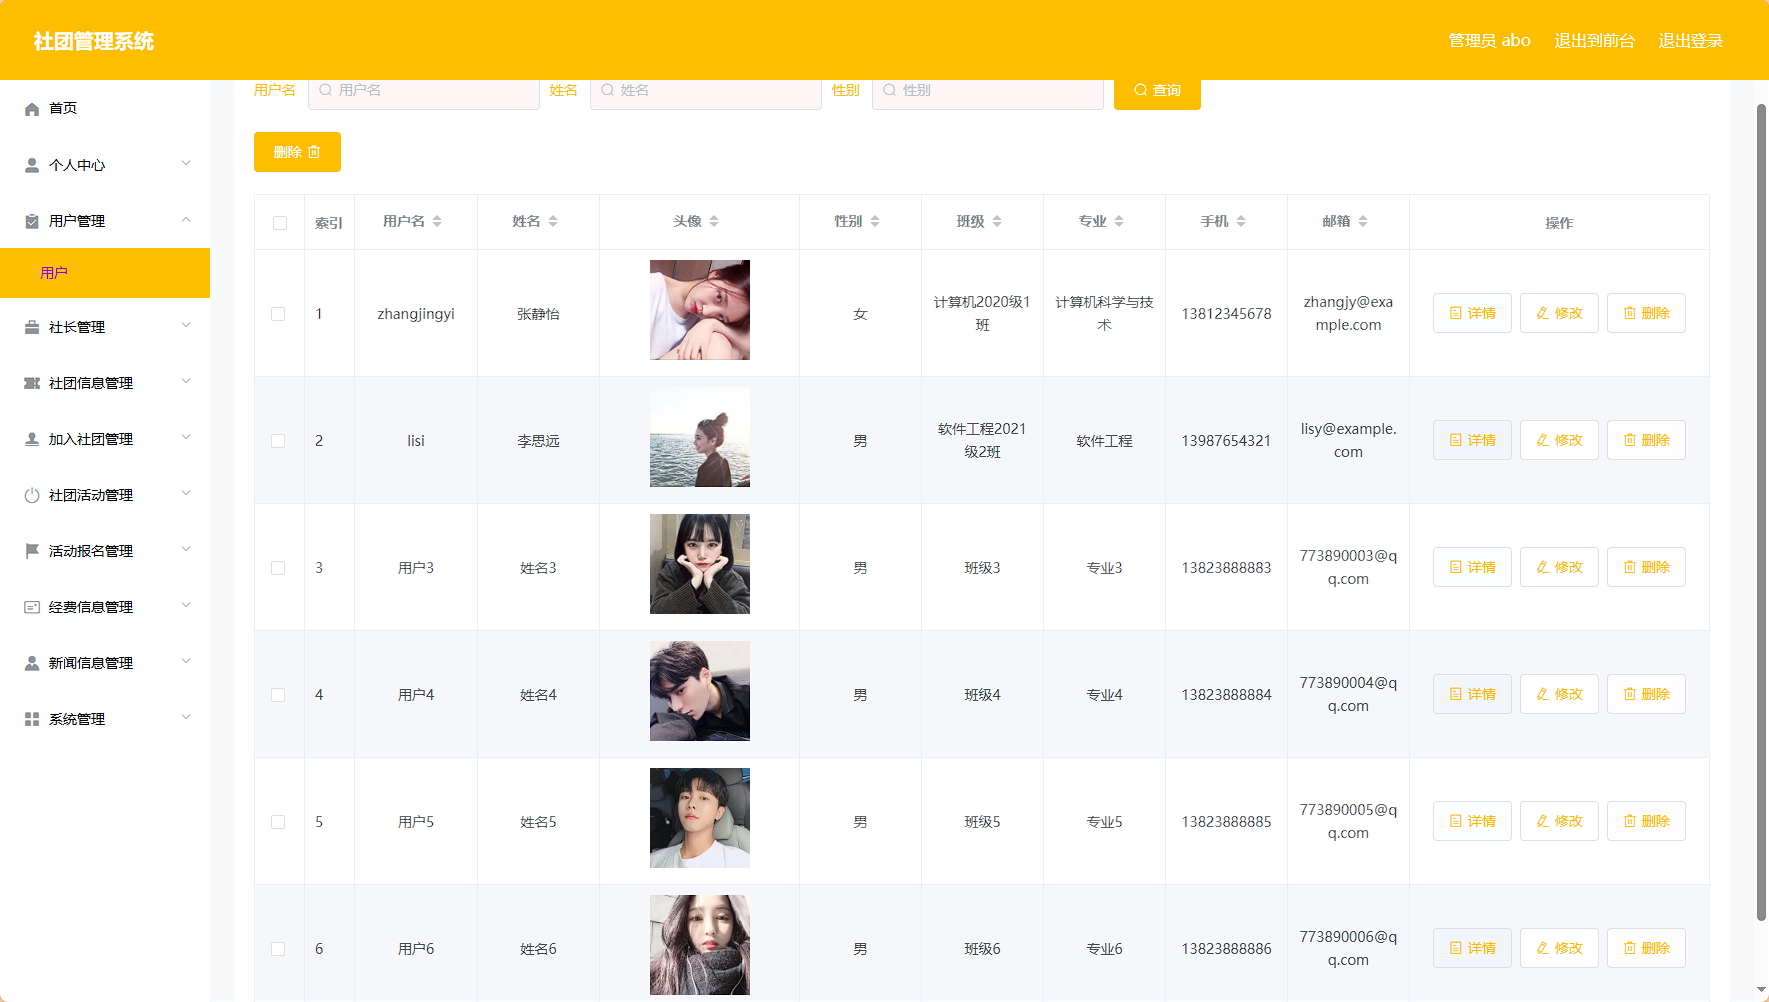 社团管理系统
管理员 abo 退出到前台 退出登录
首页
个人中心
用户管理
用户
社长管理
社团信息管理
加入社团管理
社团活动管理
活动报名管理
经费信息管理
新闻信息管理
系统管理
用户名 用户名 姓名 姓名 性别 性别 查询
删除
索引 用户名 姓名 头像 性别 班级 专业 手机 邮箱 操作
1 zhangjingyi 张静怡 女 计算机2020级1 计算机科学与技 13812345678 zhangjy@exa 详情 修改 删除
班 术 mple.com
2 lisi 李思远 男 软件工程2021 软件工程 13987654321 lisy@example. 详情 修改 删除
级2班 com
3 用户3 姓名3 男 班级3 专业3 13823888883 773890003@q 详情 修改 删除
q.com
4 用户4 姓名4 男 班级4 专业4 13823888884 773890004@q 详情 修改 删除
q.com
5 用户5 姓名5 男 班级5 专业5 13823888885 773890005@q 详情 修改 删除
q.com
6 用户6 姓名6 男 班级6 专业6 13823888886 773890006@q 详情 修改 删除
q.com